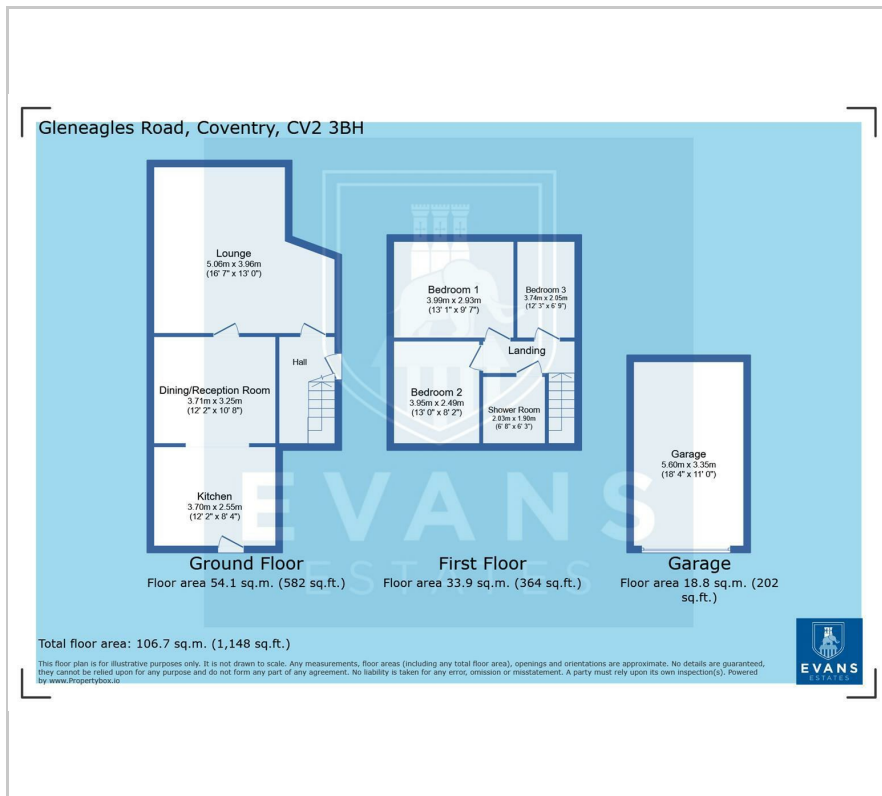 Gleneagles Road, Coventry, CV2 3BH
Lounge
5.06m x 3.96m
(16' 7" x 13' 0")
Dining/Reception Room
3.71m x 3.25m
(12' 2" x 10' 8")
Hall
Kitchen
3.70m x 2.55m
(12' 2" x 8' 4")
Bedroom 1
3.99m x 2.93m
(13' 1" x 9' 7")
Bedroom 3
3.74m x 2.05m
(12' 3" x 6' 9")
Landing
Bedroom 2
3.95m x 2.49m
(13' 0" x 8' 2")
Shower Room
2.03m x 1.90m
(6' 8" x 6' 3")
Garage
5.60m x 3.35m
(18' 4" x 11' 0")
EVANS
ESTATES
Ground Floor
Floor area 54.1 sq.m. (582 sq.ft.)
First Floor
Floor area 33.9 sq.m. (364 sq.ft.)
Garage
Floor area 18.8 sq.m. (202
sq.ft.)
Total floor area: 106.7 sq.m. (1,148 sq.ft.)
This floor plan is for illustrative purposes only. It is not drawn to scale. Any measurements, floor areas (including any total floor area), openings and orientations are approximate. No details are guaranteed,
they cannot be relied upon for any purpose and do not form any part of any agreement. No liability is taken for any error, omission or misstatement. A party must rely upon its own inspection(s). Powered
by www.Propertybox.io
EVANS
ESTATES